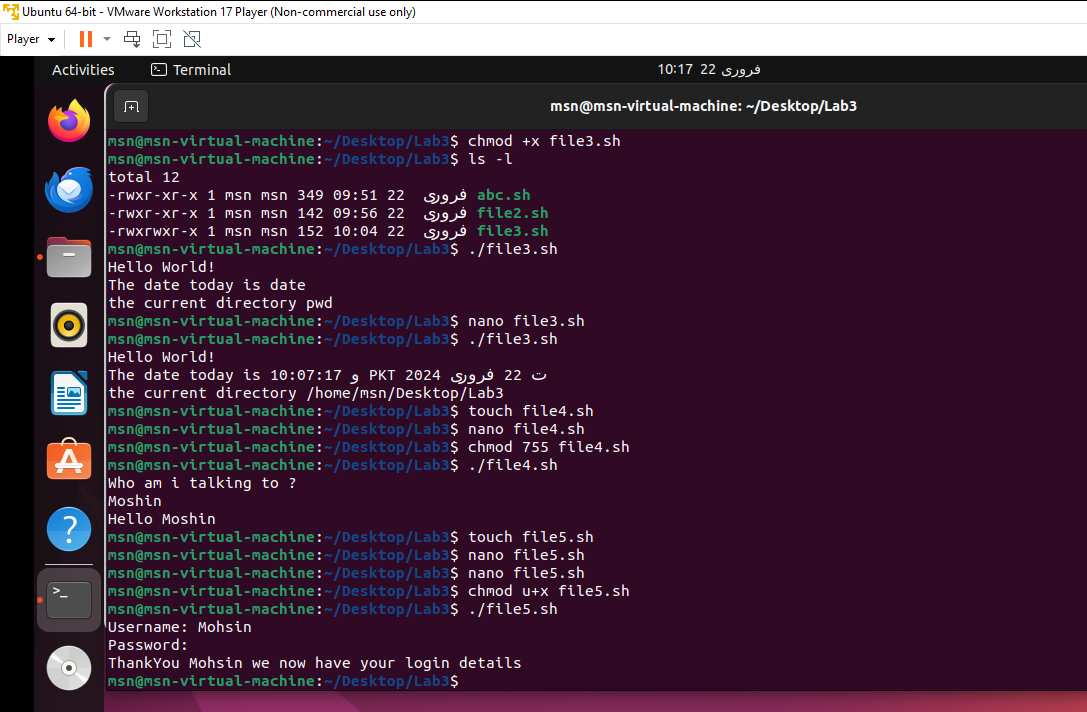 Ubuntu 64-bit - VMware Workstation 17 Player (Non-commercial use only)
Player
Activities
Terminal
10:17 22 فروری
msn@msn-virtual-machine: ~/Desktop/Lab3
msn@msn-virtual-machine:~/Desktop/Lab3$ chmod +x file3.sh
msn@msn-virtual-machine:~/Desktop/Lab3$ ls -l
total 12
-rwxr-xr-x 1 msn msn 349 09:51 22 فروری abc.sh
-rwxr-xr-x 1 msn msn 142 09:56 22 فروری file2.sh
-rwxrwxr-x 1 msn msn 152 10:04 22 فروری file3.sh
msn@msn-virtual-machine:~/Desktop/Lab3$ ./file3.sh
Hello World!
The date today is date
the current directory pwd
msn@msn-virtual-machine:~/Desktop/Lab3$ nano file3.sh
msn@msn-virtual-machine:~/Desktop/Lab3$ ./file3.sh
Hello World!
The date today is 10:07:17 و PKT 2024 ت 22 فروری
the current directory /home/msn/Desktop/Lab3
msn@msn-virtual-machine:~/Desktop/Lab3$ touch file4.sh
msn@msn-virtual-machine:~/Desktop/Lab3$ nano file4.sh
msn@msn-virtual-machine:~/Desktop/Lab3$ chmod 755 file4.sh
msn@msn-virtual-machine:~/Desktop/Lab3$ ./file4.sh
Who am i talking to ?
Moshin
Hello Moshin
msn@msn-virtual-machine:~/Desktop/Lab3$ touch file5.sh
msn@msn-virtual-machine:~/Desktop/Lab3$ nano file5.sh
msn@msn-virtual-machine:~/Desktop/Lab3$ nano file5.sh
msn@msn-virtual-machine:~/Desktop/Lab3$ chmod u+x file5.sh
msn@msn-virtual-machine:~/Desktop/Lab3$ ./file5.sh
Username: Mohsin
Password:
ThankYou Mohsin we now have your login details
msn@msn-virtual-machine:~/Desktop/Lab3$